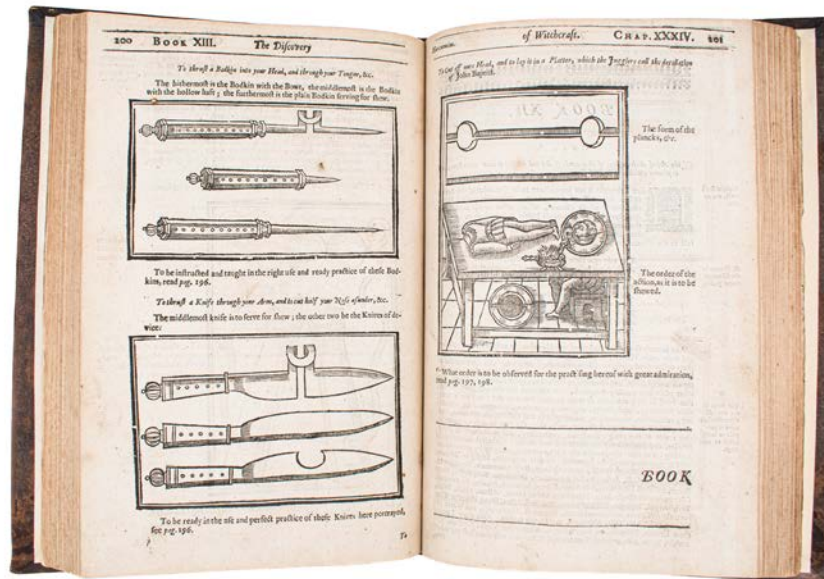 200 BOOK XIII. The Discovery
To thrust a Bodkin into your Head, and through your Tongue, &c.
The hithermost is the Bodkin with the Bowt, the middlemost is the Bodkin
with the hollow haft; the furthermost is the plain Bodkin serving for shew.
To be instructed and taught in the right use and ready practice of these Bod-
kins, read pag. 196.
To thrust a Knife through your Arm, and to cut half your Nose asunder, &c.
The middlemost knife is to serve for shew; the other two be the Knives of de-
vice:
To be ready in the use and perfect practice of these Knives here portrayed,
see pag. 196.
To
of Witchcraft. CHAP. XXXIV. 201
To Cut off ones Head, and to lay it in a Platter, which the Jugglers call the decollation
of John Baptist.
The form of the
plancks, &c.
The order of the
action, as it is to be
shewed.
What order is to be observed for the practising hereof with great admiration,
read pag. 197, 198.
BOOK